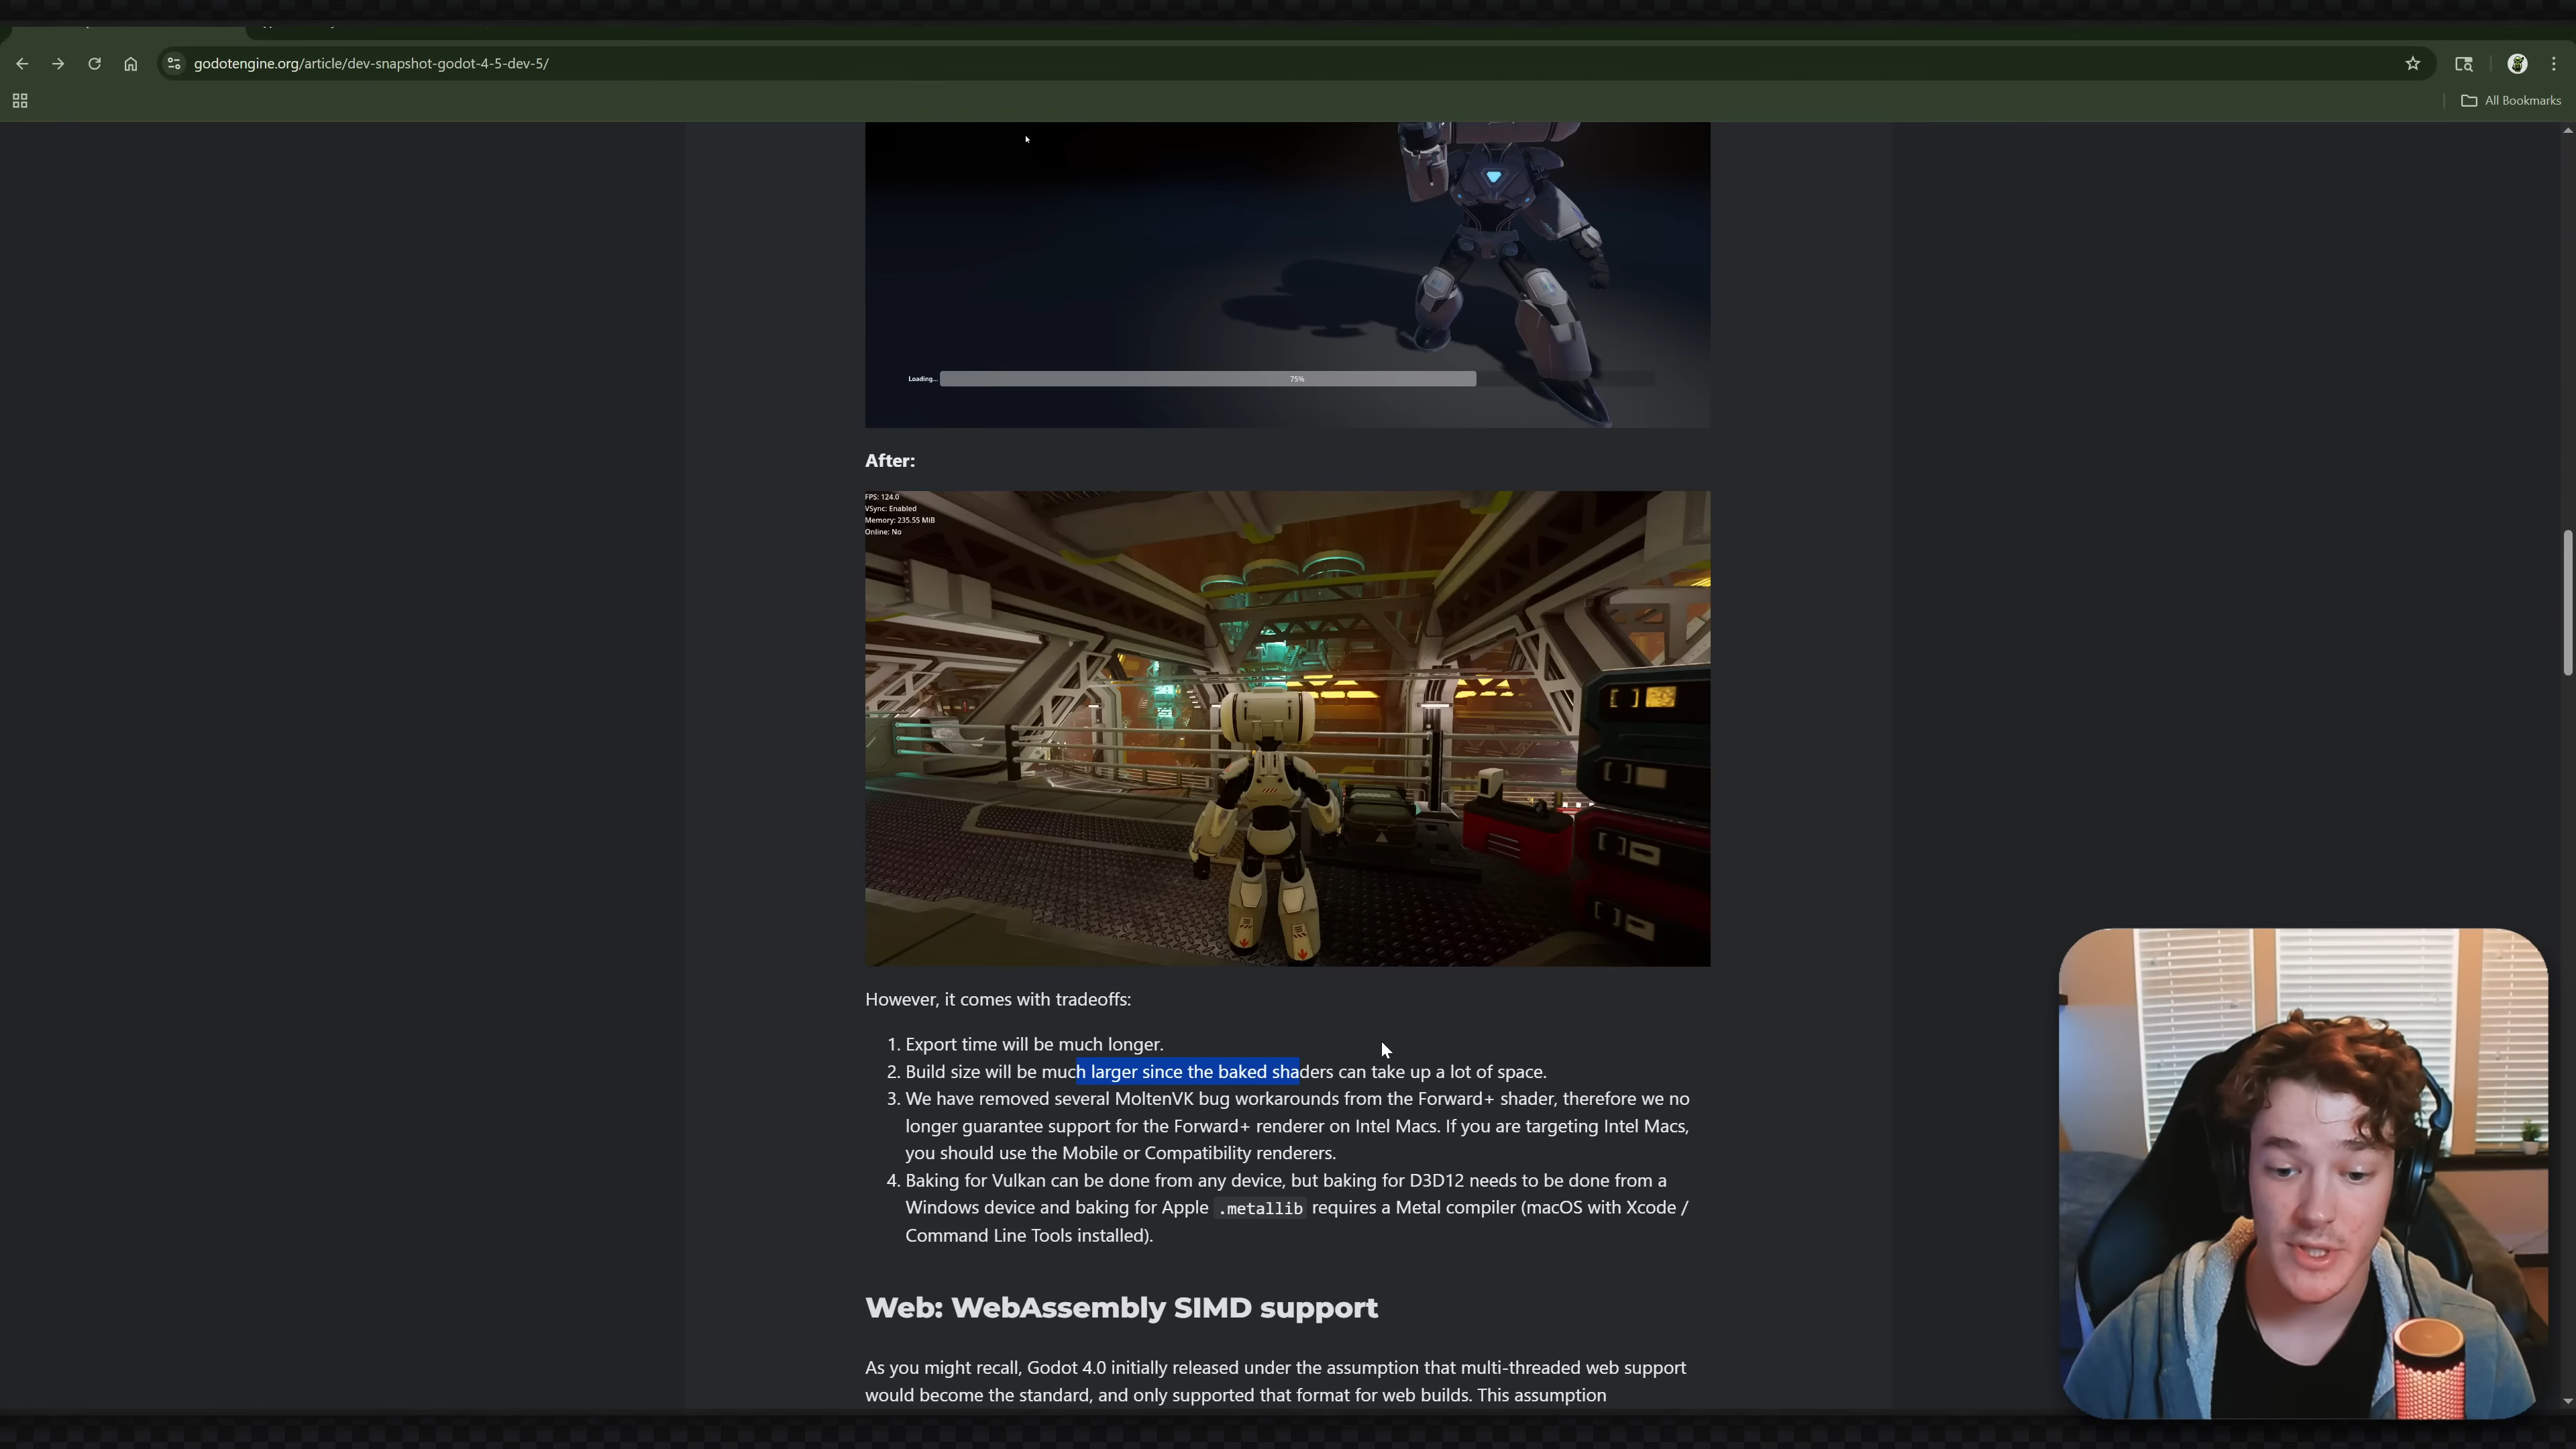 godotengine.org/article/dev-snapshot-godot-4-5-dev-5/
All Bookmarks
Loading...
75%
After:
FPS: 124.0
VSync: Enabled
Memory: 235.55 MiB
Online: No
However, it comes with tradeoffs:
1. Export time will be much longer.
2. Build size will be much larger since the baked shaders can take up a lot of space.
3. We have removed several MoltenVK bug workarounds from the Forward+ shader, therefore we no
longer guarantee support for the Forward+ renderer on Intel Macs. If you are targeting Intel Macs,
you should use the Mobile or Compatibility renderers.
4. Baking for Vulkan can be done from any device, but baking for D3D12 needs to be done from a
Windows device and baking for Apple .metallib requires a Metal compiler (macOS with Xcode /
Command Line Tools installed).
Web: WebAssembly SIMD support
As you might recall, Godot 4.0 initially released under the assumption that multi-threaded web support
would become the standard, and only supported that format for web builds. This assumption